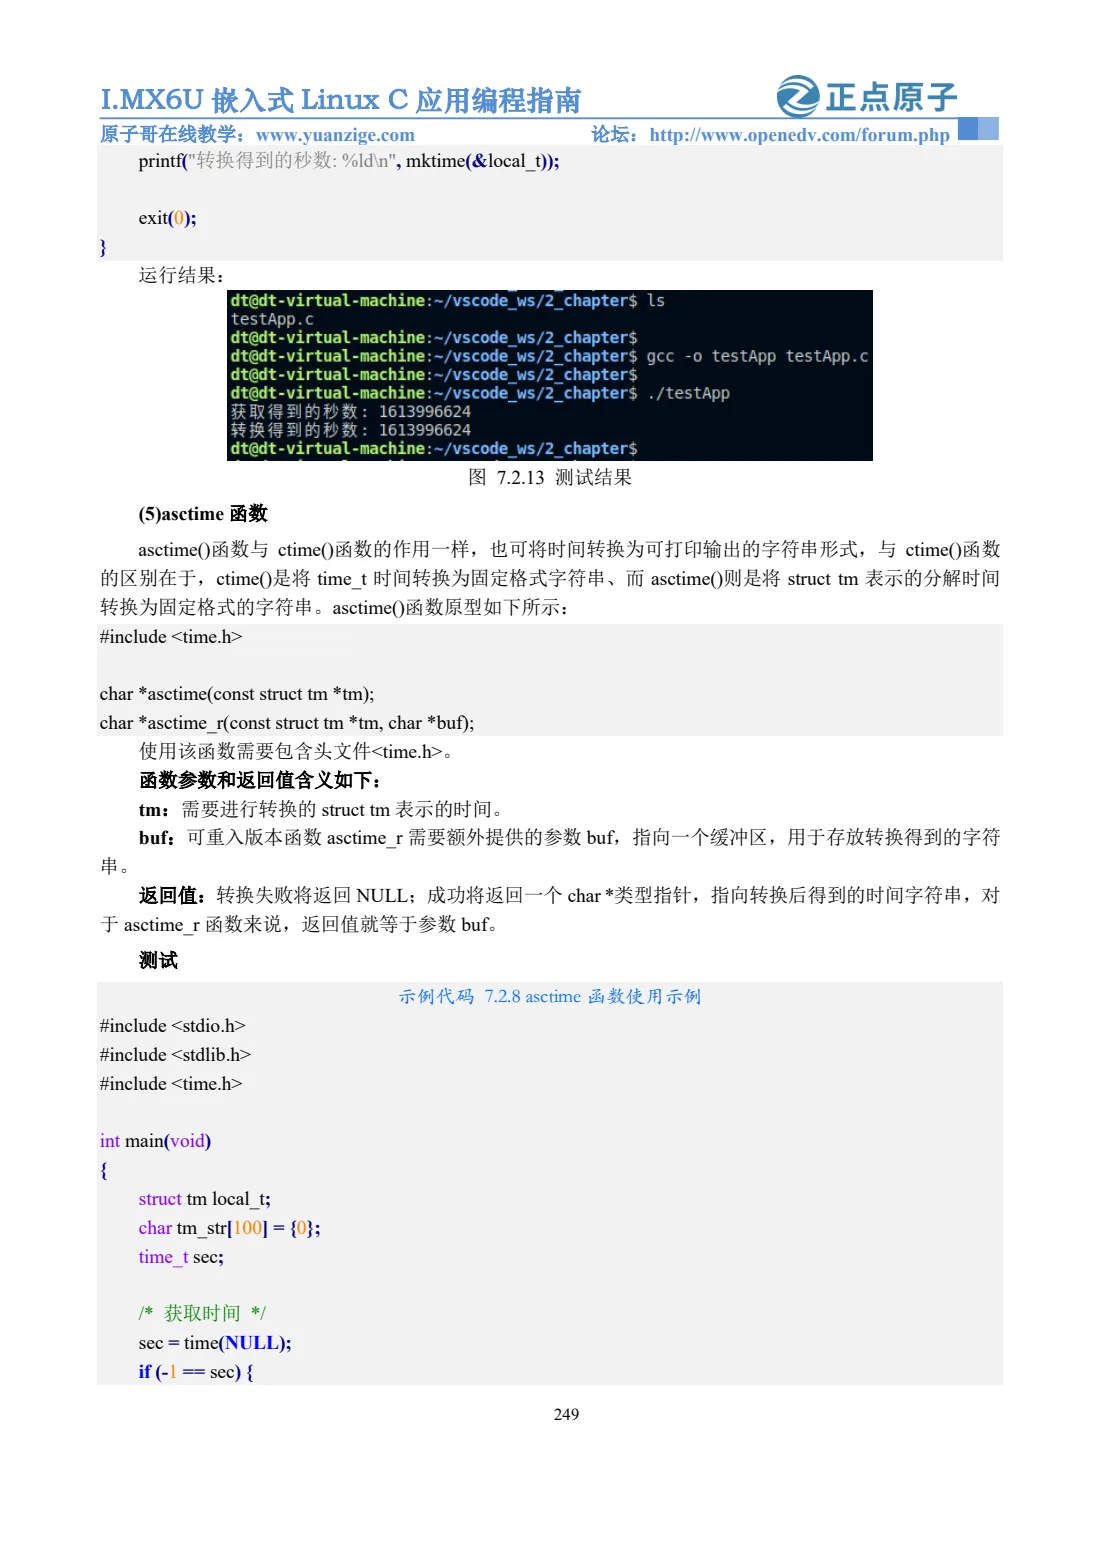 I.MX6U 嵌入式 Linux C 应用编程指南
正点原子
原子哥在线教学：www.yuanzige.com 论坛：http://www.openedv.com/forum.php
printf("转换得到的秒数: %ld\n", mktime(&local_t));
exit(0);
}
运行结果：
dt@dt-virtual-machine:~/vscode_ws/2_chapter$ ls
testApp.c
dt@dt-virtual-machine:~/vscode_ws/2_chapter$
dt@dt-virtual-machine:~/vscode_ws/2_chapter$ gcc -o testApp testApp.c
dt@dt-virtual-machine:~/vscode_ws/2_chapter$
dt@dt-virtual-machine:~/vscode_ws/2_chapter$ ./testApp
获取得到的秒数: 1613996624
转换得到的秒数: 1613996624
dt@dt-virtual-machine:~/vscode_ws/2_chapter$
图 7.2.13 测试结果
(5)asctime 函数
asctime()函数与 ctime()函数的作用一样，也可将时间转换为可打印输出的字符串形式，与 ctime()函数
的区别在于，ctime()是将 time_t 时间转换为固定格式字符串、而 asctime()则是将 struct tm 表示的分解时间
转换为固定格式的字符串。asctime()函数原型如下所示：
#include <time.h>
char *asctime(const struct tm *tm);
char *asctime_r(const struct tm *tm, char *buf);
使用该函数需要包含头文件<time.h>。
函数参数和返回值含义如下：
tm：需要进行转换的 struct tm 表示的时间。
buf：可重入版本函数 asctime_r 需要额外提供的参数 buf，指向一个缓冲区，用于存放转换得到的字符
串。
返回值：转换失败将返回 NULL；成功将返回一个 char *类型指针，指向转换后得到的时间字符串，对
于 asctime_r 函数来说，返回值就等于参数 buf。
测试
示例代码 7.2.8 asctime 函数使用示例
#include <stdio.h>
#include <stdlib.h>
#include <time.h>
int main(void)
{
struct tm local_t;
char tm_str[100] = {0};
time_t sec;
/* 获取时间 */
sec = time(NULL);
if (-1 == sec) {
249